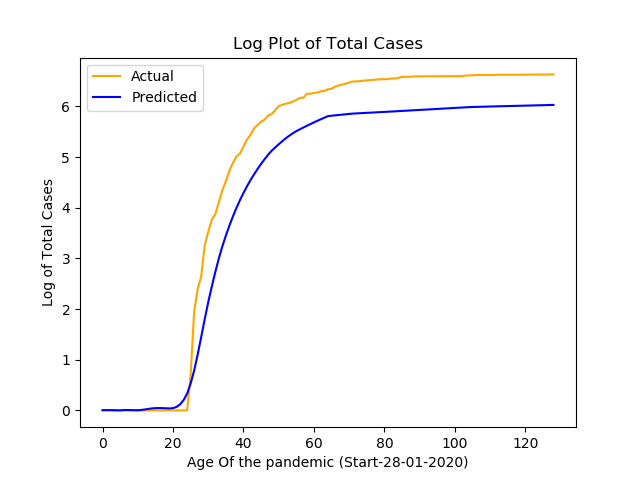 Log Plot of Total Cases
Actual
Predicted
Log of Total Cases
6
5
4
3
2
1
0
0 20 40 60 80 100 120
Age Of the pandemic (Start-28-01-2020)